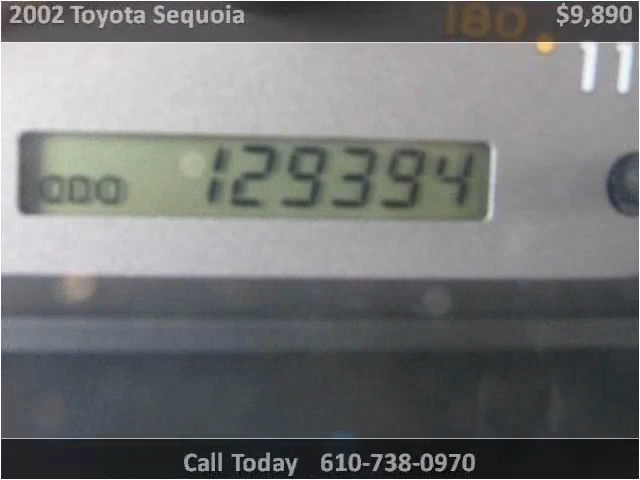 2002 Toyota Sequoia $9,890
180
11
ODO 129394
Call Today 610-738-0970